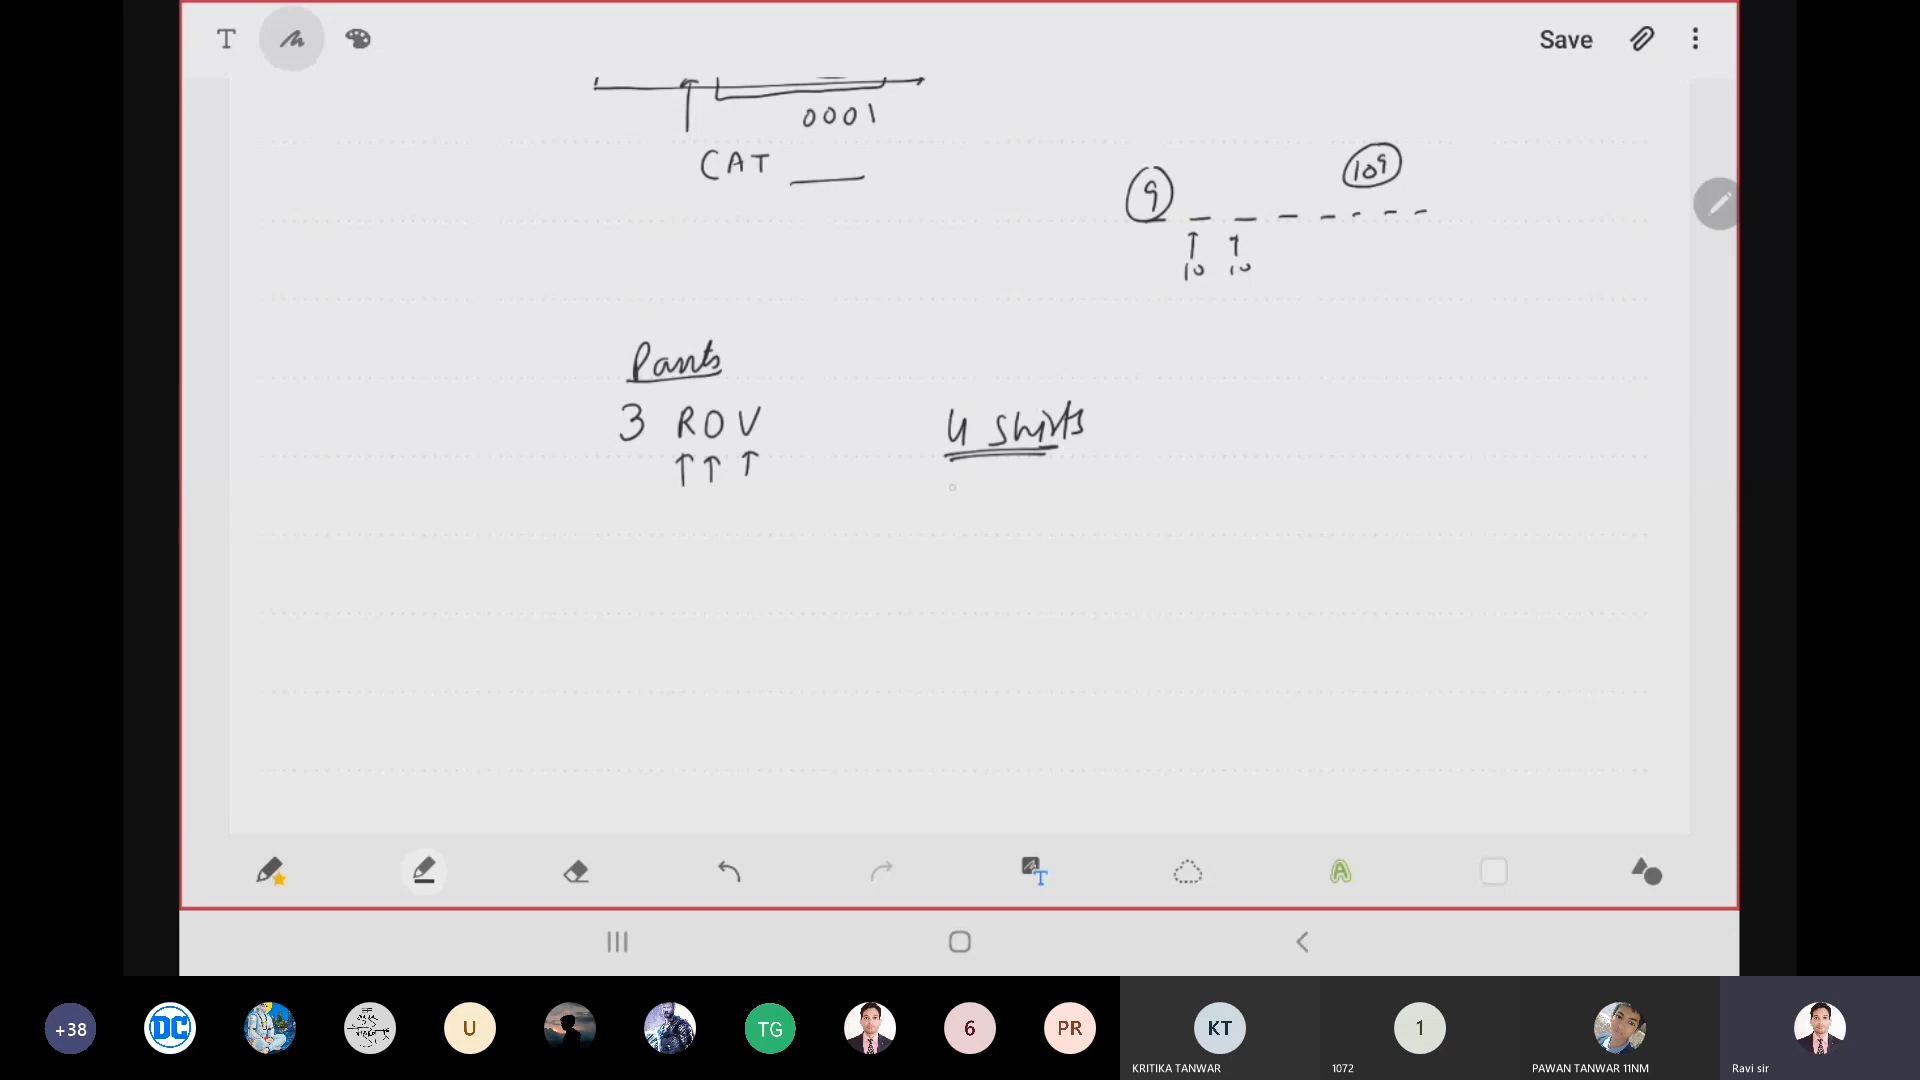 T
Save
0001
CAT
9
10⁹
10 10
Pants
3 ROV
4 Shirts
T
A
+38
DC
U
TG
6
PR
KT
1
KRITIKA TANWAR
1072
PAWAN TANWAR 11NM
Ravi sir